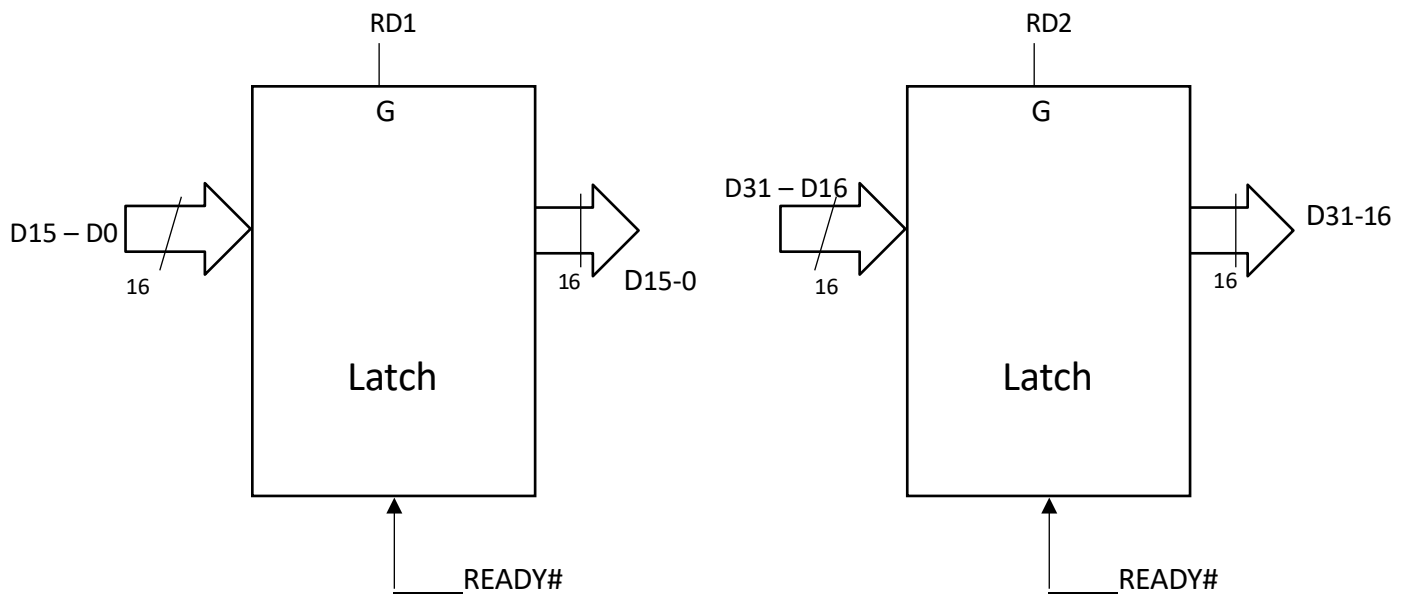 RD1
G
D15 – D0
16
16
D15-0
Latch
READY#
RD2
G
D31 – D16
16
16
D31-16
Latch
READY#